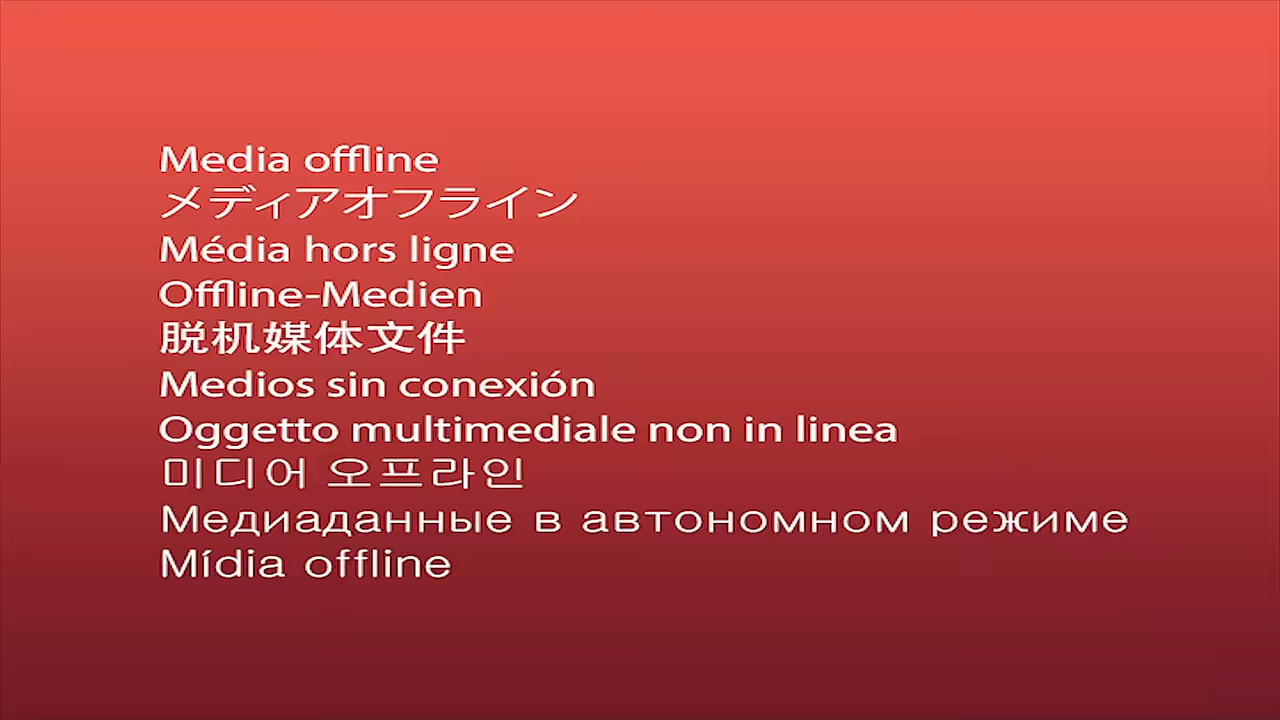 Media offline
メディアオフライン
Média hors ligne
Offline-Medien
脱机媒体文件
Medios sin conexión
Oggetto multimediale non in linea
미디어 오프라인
Медиаданные в автономном режиме
Mídia offline